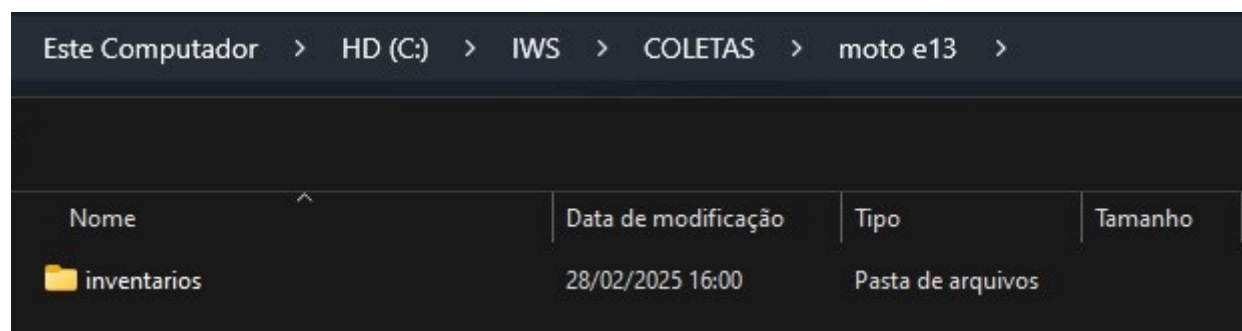 Este Computador > HD (C:) > IWS > COLETAS > moto e13 >
Nome Data de modificação Tipo Tamanho
inventarios 28/02/2025 16:00 Pasta de arquivos